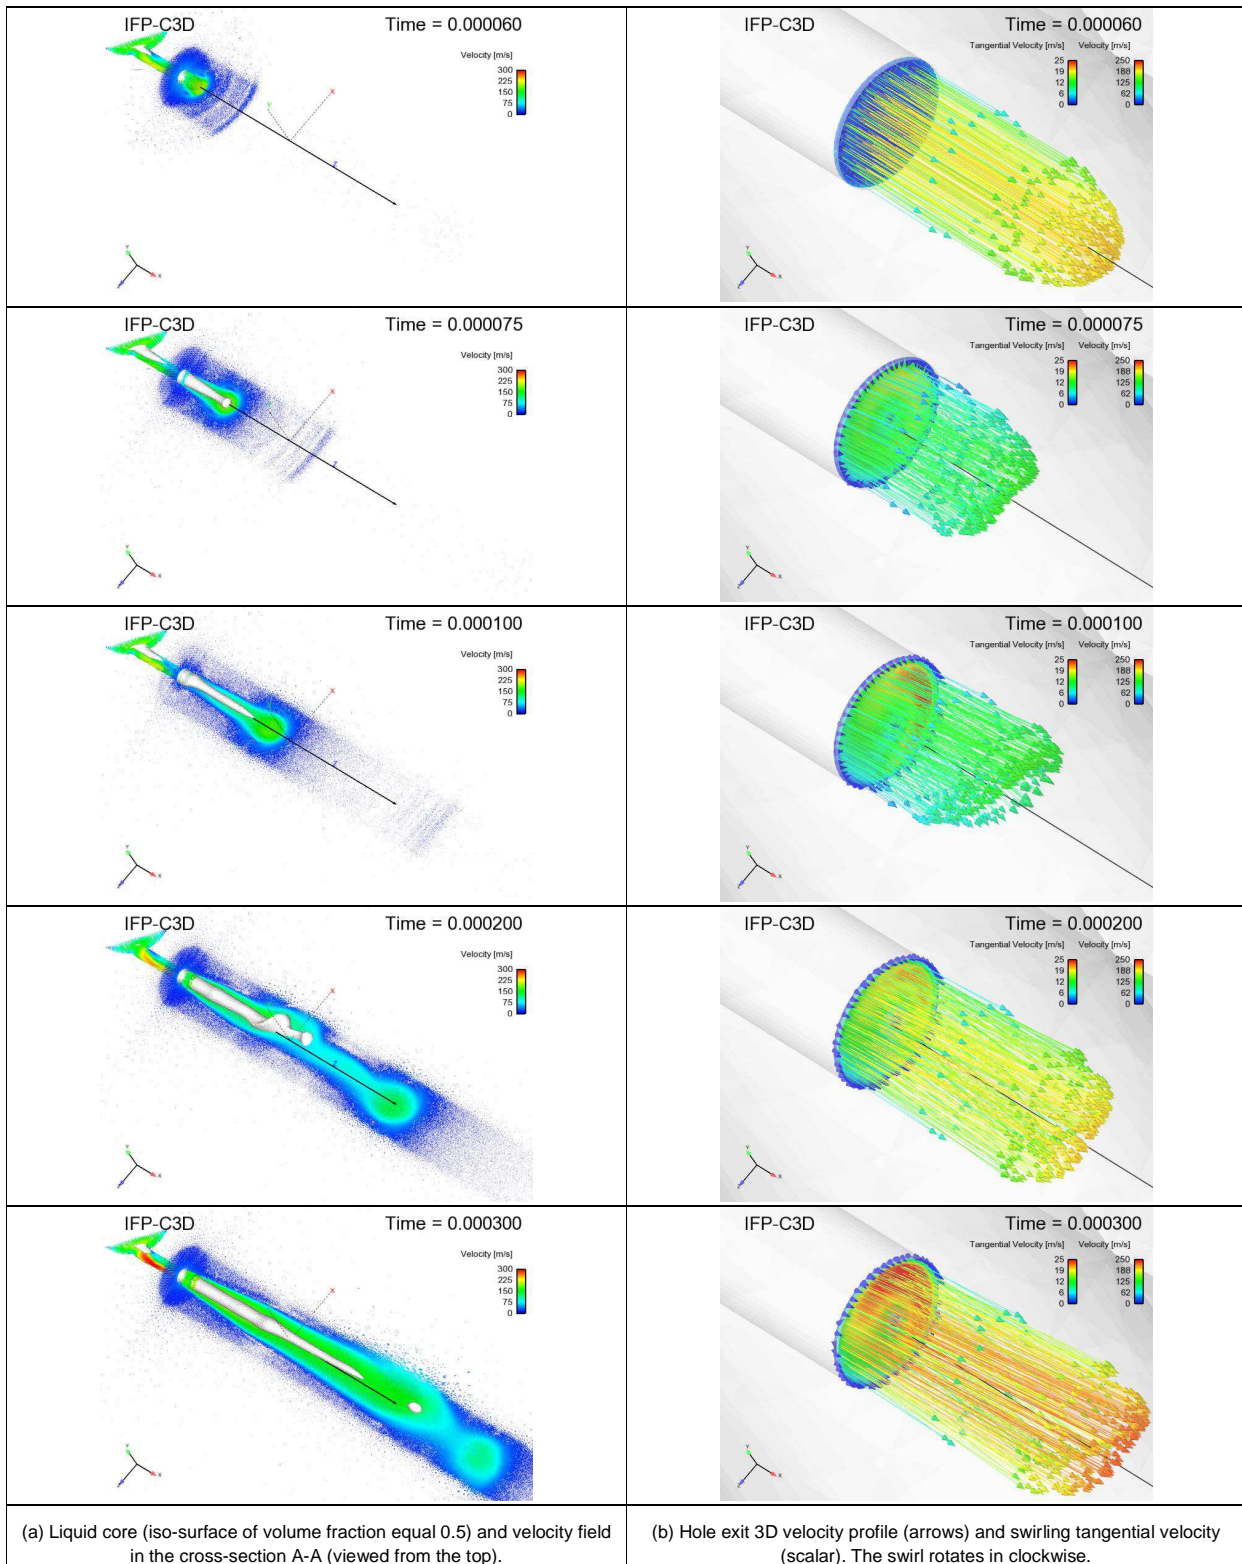 IFP-C3D Time = 0.000060
Velocity [m/s]
300
225
150
75
0
X
Y
Z
Y
X
Z
IFP-C3D Time = 0.000060
Tangential Velocity [m/s] Velocity [m/s]
25 250
19 188
12 125
6 62
0 0
Y
X
Z
IFP-C3D Time = 0.000075
Velocity [m/s]
300
225
150
75
0
X
Z
Y
X
Z
IFP-C3D Time = 0.000075
Tangential Velocity [m/s] Velocity [m/s]
25 250
19 188
12 125
6 62
0 0
Y
X
Z
IFP-C3D Time = 0.000100
Velocity [m/s]
300
225
150
75
0
X
Z
Y
X
Z
IFP-C3D Time = 0.000100
Tangential Velocity [m/s] Velocity [m/s]
25 250
19 188
12 125
6 62
0 0
Y
X
Z
IFP-C3D Time = 0.000200
Velocity [m/s]
300
225
150
75
0
X
Z
Y
X
Z
IFP-C3D Time = 0.000200
Tangential Velocity [m/s] Velocity [m/s]
25 250
19 188
12 125
6 62
0 0
Y
X
Z
IFP-C3D Time = 0.000300
Velocity [m/s]
300
225
150
75
0
X
Y
X
Z
IFP-C3D Time = 0.000300
Tangential Velocity [m/s] Velocity [m/s]
25 250
19 188
12 125
6 62
0 0
Y
X
Z
(a) Liquid core (iso-surface of volume fraction equal 0.5) and velocity field
in the cross-section A-A (viewed from the top).
(b) Hole exit 3D velocity profile (arrows) and swirling tangential velocity
(scalar). The swirl rotates in clockwise.